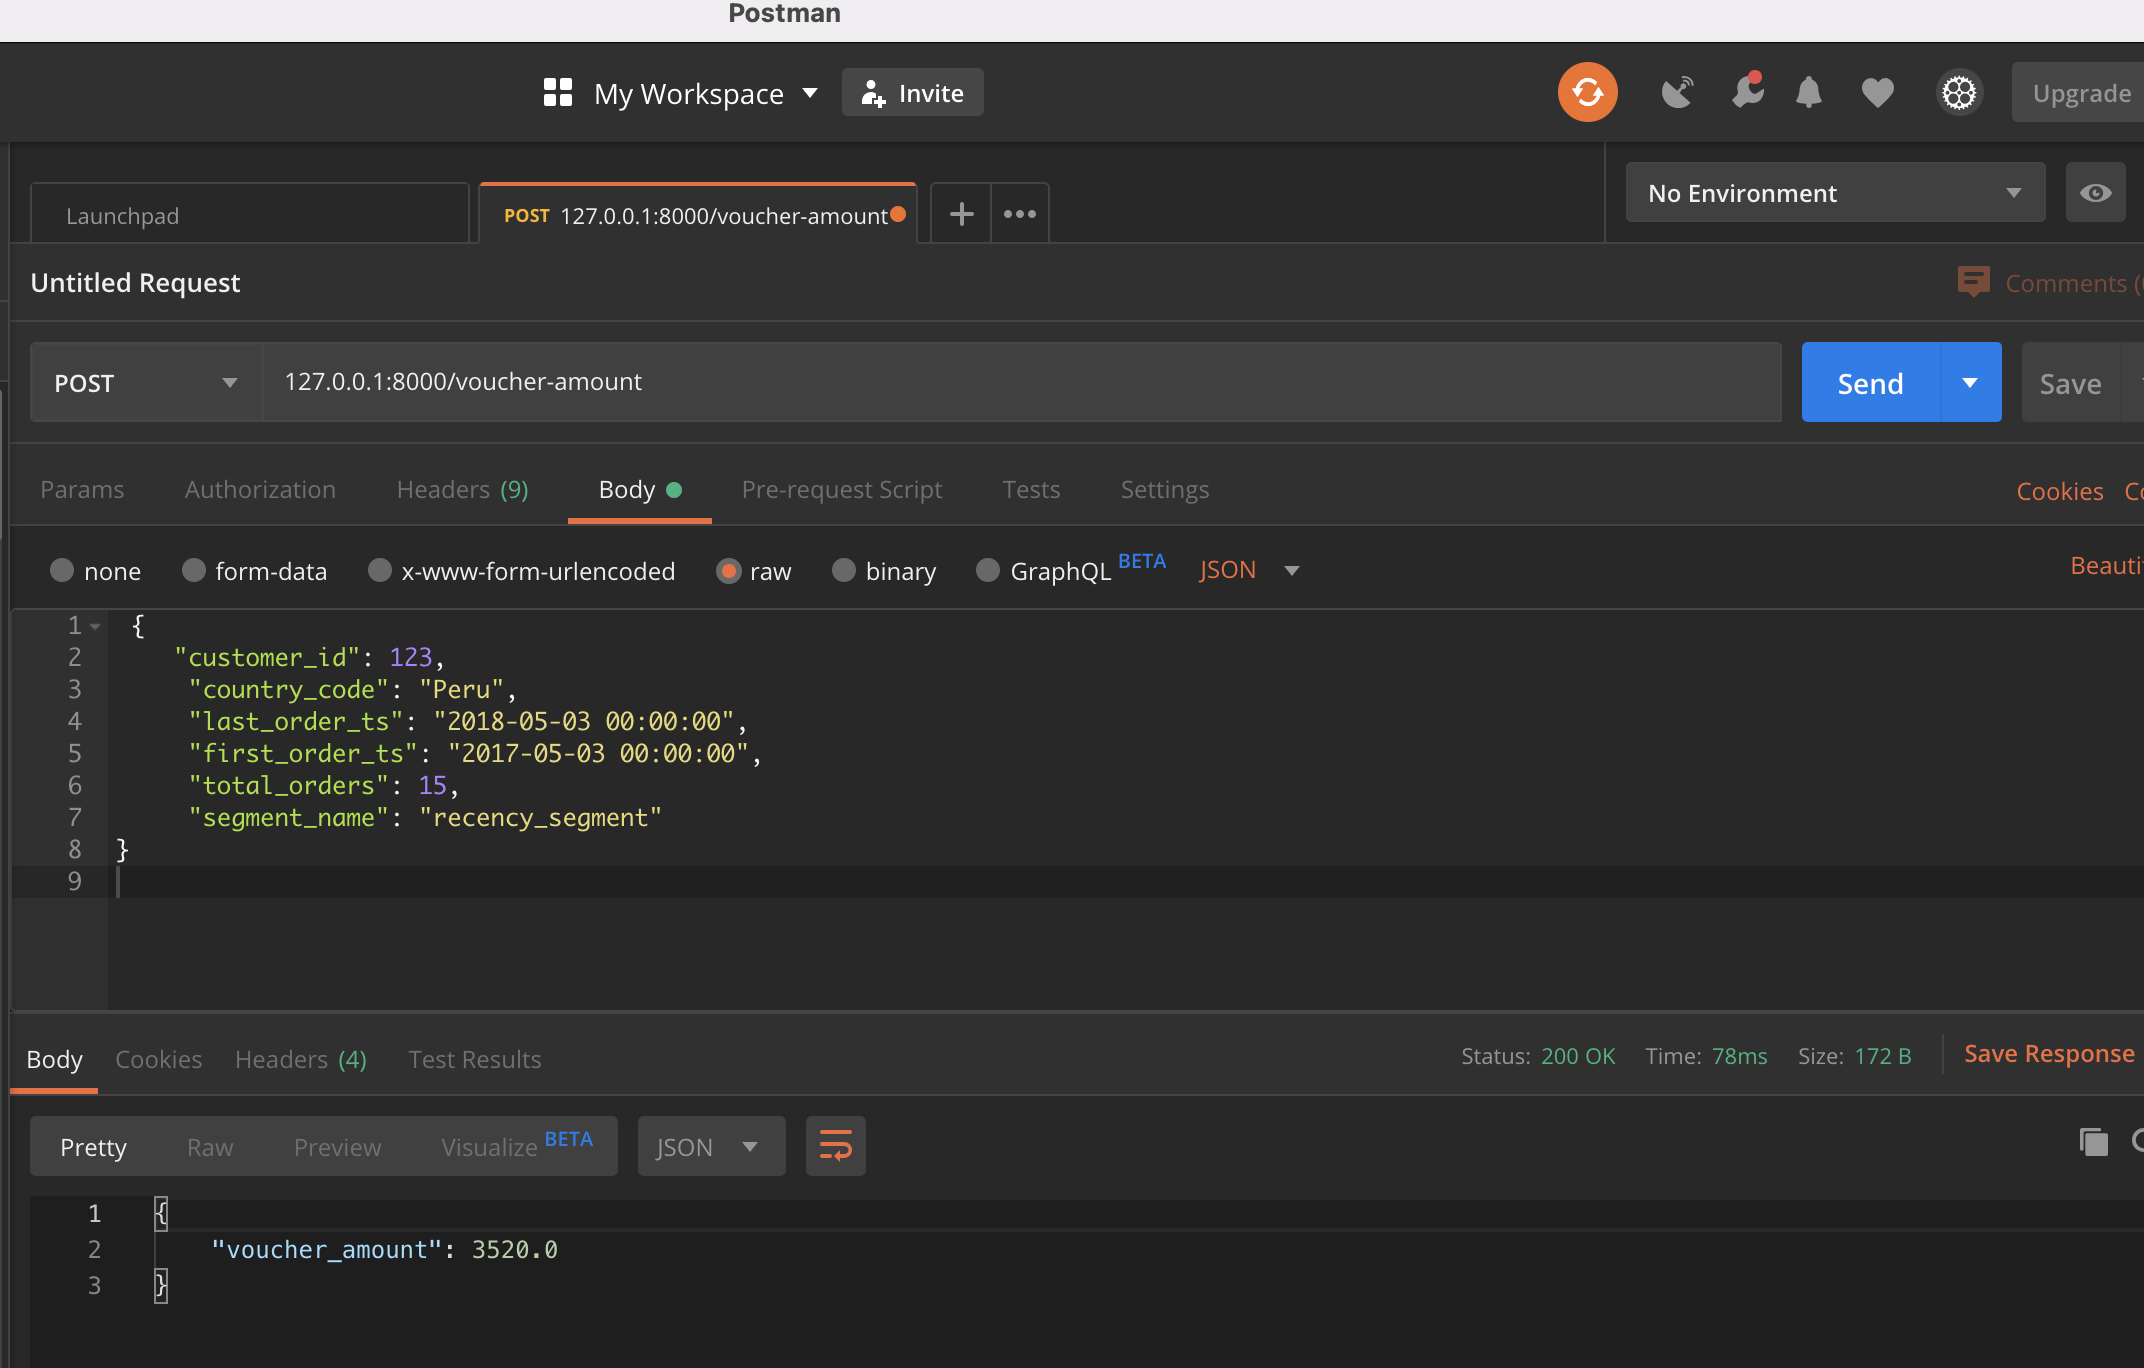 Postman
My Workspace Invite Upgrade
Launchpad POST 127.0.0.1:8000/voucher-amount No Environment
Untitled Request Comments (
POST 127.0.0.1:8000/voucher-amount Send Save
Params Authorization Headers (9) Body Pre-request Script Tests Settings Cookies
none form-data x-www-form-urlencoded raw binary GraphQL BETA JSON
1 {
2 "customer_id": 123,
3 "country_code": "Peru",
4 "last_order_ts": "2018-05-03 00:00:00",
5 "first_order_ts": "2017-05-03 00:00:00",
6 "total_orders": 15,
7 "segment_name": "recency_segment"
8 }
9
Body Cookies Headers (4) Test Results Status: 200 OK Time: 78ms Size: 172 B Save Response
Pretty Raw Preview Visualize BETA JSON
1 {
2 "voucher_amount": 3520.0
3 }